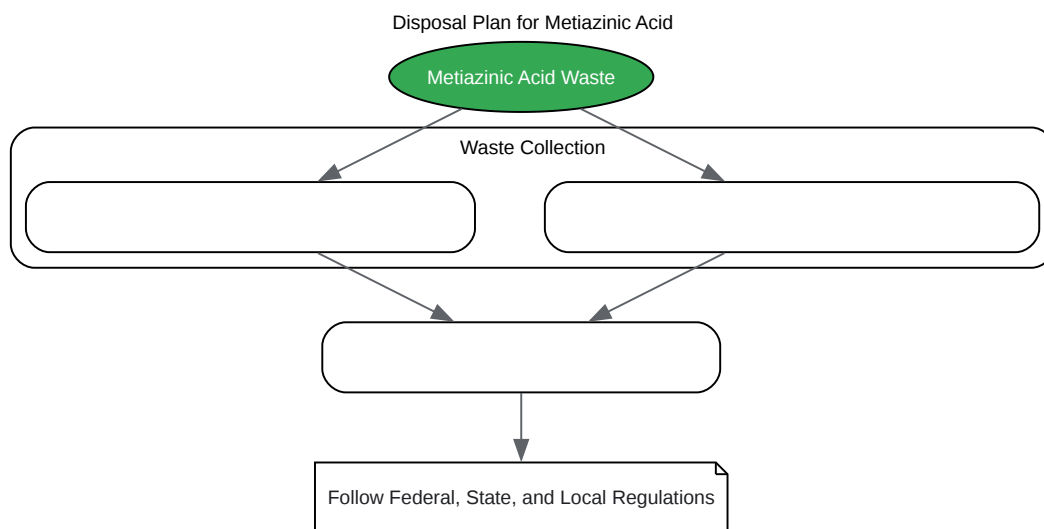 Disposal Plan for Metiazinic Acid
Metiazinic Acid Waste
Waste Collection
Follow Federal, State, and Local Regulations